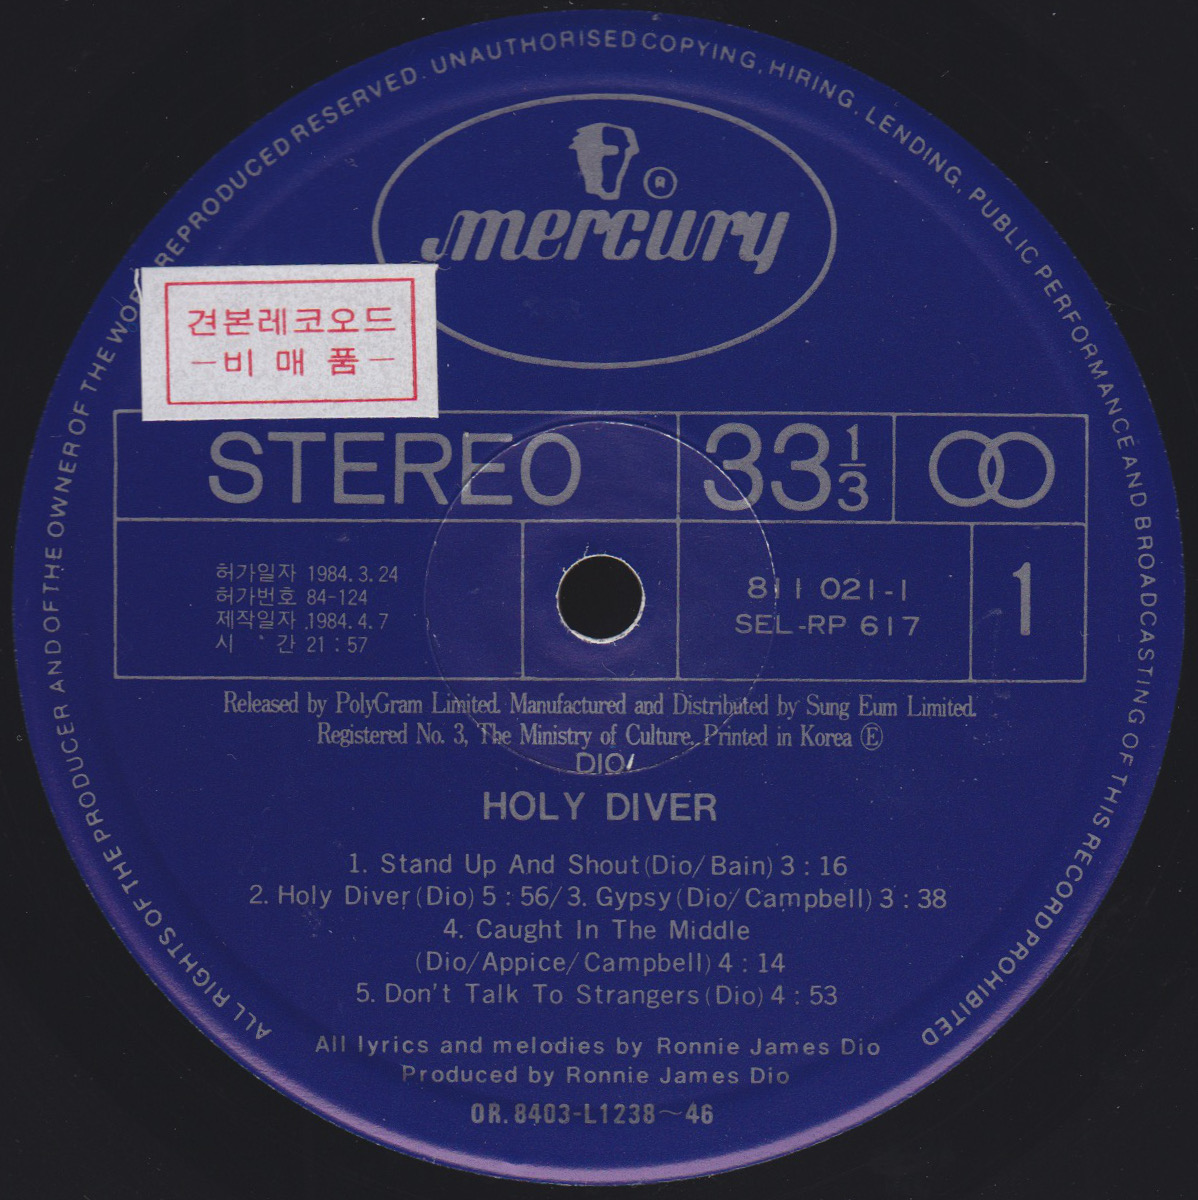 ALL RIGHTS OF THE PRODUCER AND OF THE OWNER OF THE WOR REPRODUCED RESERVED. UNAUTHORISED COPYING, HIRING, LENDING, PUBLIC PERFORMANCE AND BROADCASTING OF THIS RECORD PROHIBITED
®
mercury
견본레코오드
-비 매 품-
STEREO 33 1/3
허가일자 1984.3.24
허가번호 84-124
제작일자 1984.4.7
시 간 21:57
811 021-1
SEL-RP 617
1
Released by PolyGram Limited. Manufactured and Distributed by Sung Eum Limited.
Registered No. 3, The Ministry of Culture. Printed in Korea Ⓔ
DIO/
HOLY DIVER
1. Stand Up And Shout(Dio/Bain) 3:16
2. Holy Diver(Dio) 5:56/3. Gypsy(Dio/Campbell) 3:38
4. Caught In The Middle
(Dio/Appice/Campbell) 4:14
5. Don't Talk To Strangers(Dio) 4:53
All lyrics and melodies by Ronnie James Dio
Produced by Ronnie James Dio
OR. 8403-L1238~46